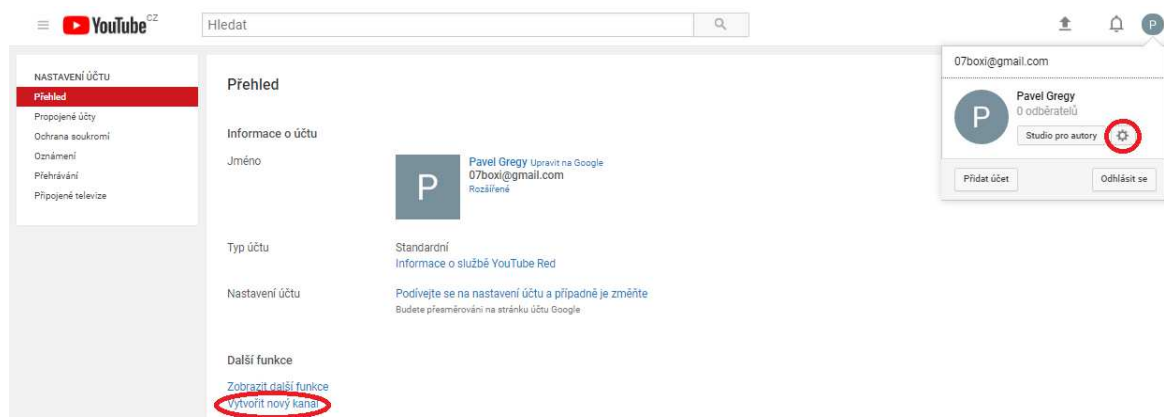 YouTube CZ
Hledat
P
07boxi@gmail.com
P
Pavel Gregy
0 odběratelů
Studio pro autory
Přidat účet
Odhlásit se
NASTAVENÍ ÚČTU
Přehled
Propojené účty
Ochrana soukromí
Oznámení
Přehrávání
Připojené televize
Přehled
Informace o účtu
Jméno
P
Pavel Gregy Upravit na Google
07boxi@gmail.com
Rozšířené
Typ účtu
Standardní
Informace o službě YouTube Red
Nastavení účtu
Podívejte se na nastavení účtu a případně je změňte
Budete přesměrováni na stránku účtu Google
Další funkce
Zobrazit další funkce
Vytvořit nový kanál